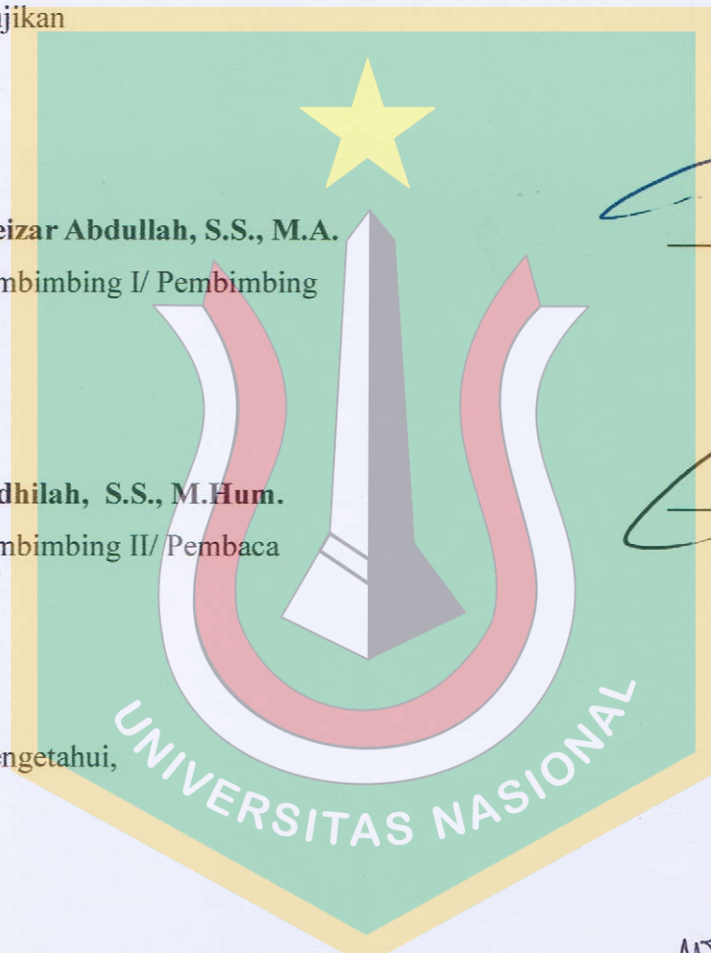 jikan
eizar Abdullah, S.S., M.A.
mbimbing I/ Pembimbing
dhilah, S.S., M.Hum.
mbimbing II/ Pembaca
engetahui,
UNIVERSITAS NASIONAL